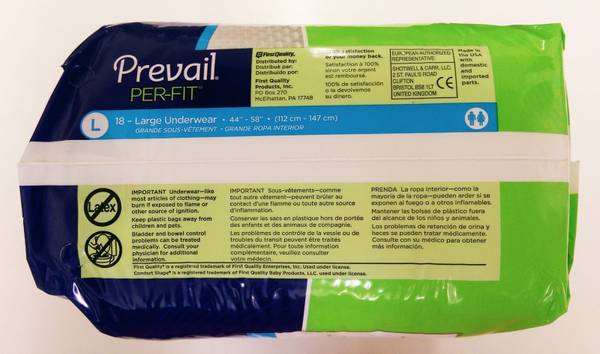 Prevail®
PER-FIT®
First Quality®
Distributed by:
Distribué par:
Distribuido por:
First Quality
Products, Inc.
PO Box 270
McElhattan, PA 17748
satisfaction
or your money back.
Satisfaction à 100%
sinon votre argent
est remboursé.
100% de satisfacción
o la devolvemos
su dinero.
EUROPEAN AUTHORIZED
REPRESENTATIVE:
SHOTWELL & CARR, LLC.
2 ST. PAUL'S ROAD
CLIFTON
BRISTOL BS8 1LT
UNITED KINGDOM
CE
Made in
the USA
with
domestic
and
imported
parts.
L
18 – Large Underwear • 44" - 58" • (112 cm - 147 cm)
GRANDE SOUS-VÊTEMENT • GRANDE ROPA INTERIOR
Latex
IMPORTANT Underwear—like
most articles of clothing—may
burn if exposed to flame or
other source of ignition.
Keep plastic bags away from
children and pets.
Bladder and bowel control
problems can be treated
medically. Consult your
physician for additional
information.
IMPORTANT Sous-vêtements—comme
tout autre vêtement—peuvent brûler au
contact d'une flamme ou toute autre source
d'inflammation.
Conserver les sacs en plastique hors de portée
des enfants et des animaux de compagnie.
Les problèmes de contrôle de la vessie ou de
troubles du transit peuvent être traités
médicalement. Pour toute information
complémentaire, veuillez consulter
votre médecin.
PRENDA La ropa interior—como la
mayoría de la ropa—pueden arder si se
exponen al fuego o a otros inflamables.
Mantener las bolsas de plástico fuera
del alcance de los niños y animales.
Los problemas de retención de orina y
heces se pueden tratar médicamente.
Consulte con su médico para obtener
más información.
First Quality® is a registered trademark of First Quality Enterprises, Inc. Used under license.
Comfort Shape® is a registered trademark of First Quality Baby Products, LLC. used under license.